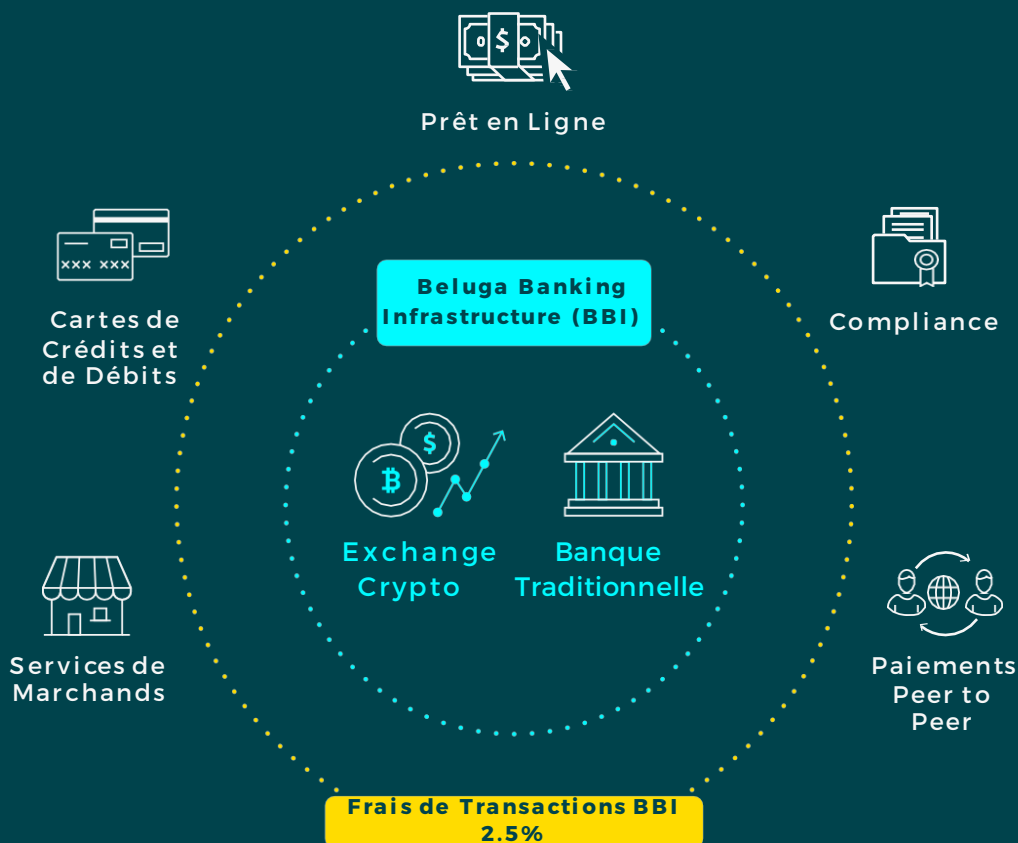 Prêt en Ligne
Cartes de
Crédits et
de Débits
Beluga Banking
Infrastructure (BBI)
Compliance
Exchange
Crypto
Banque
Traditionnelle
Services de
Marchands
Paiements
Peer to
Peer
Frais de Transactions BBI
2.5%